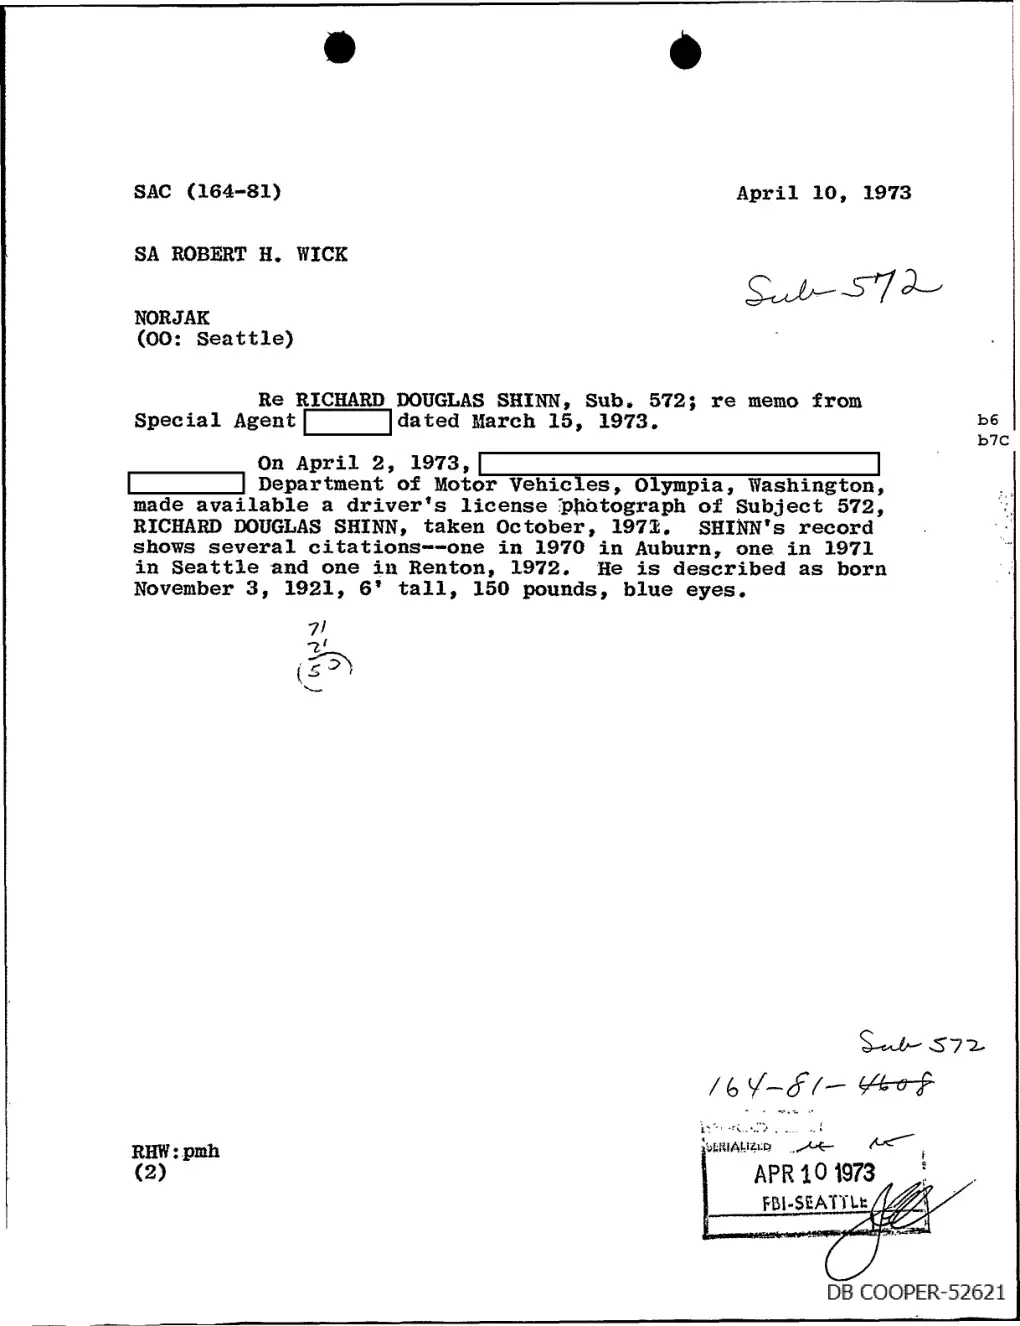 SAC (164-81) April 10, 1973
SA ROBERT H. WICK
Sub 572
NORJAK
(OO: Seattle)
Re RICHARD DOUGLAS SHINN, Sub. 572; re memo from
Special Agent dated March 15, 1973.
b6
b7C
On April 2, 1973,
Department of Motor Vehicles, Olympia, Washington,
made available a driver's license photograph of Subject 572,
RICHARD DOUGLAS SHINN, taken October, 1971. SHINN's record
shows several citations--one in 1970 in Auburn, one in 1971
in Seattle and one in Renton, 1972. He is described as born
November 3, 1921, 6' tall, 150 pounds, blue eyes.
71
21
50
Sub 572
164-81-4608
RHW:pmh
(2)
SERIALIZED
APR 10 1973
FBI-SEATTLE
DB COOPER-52621